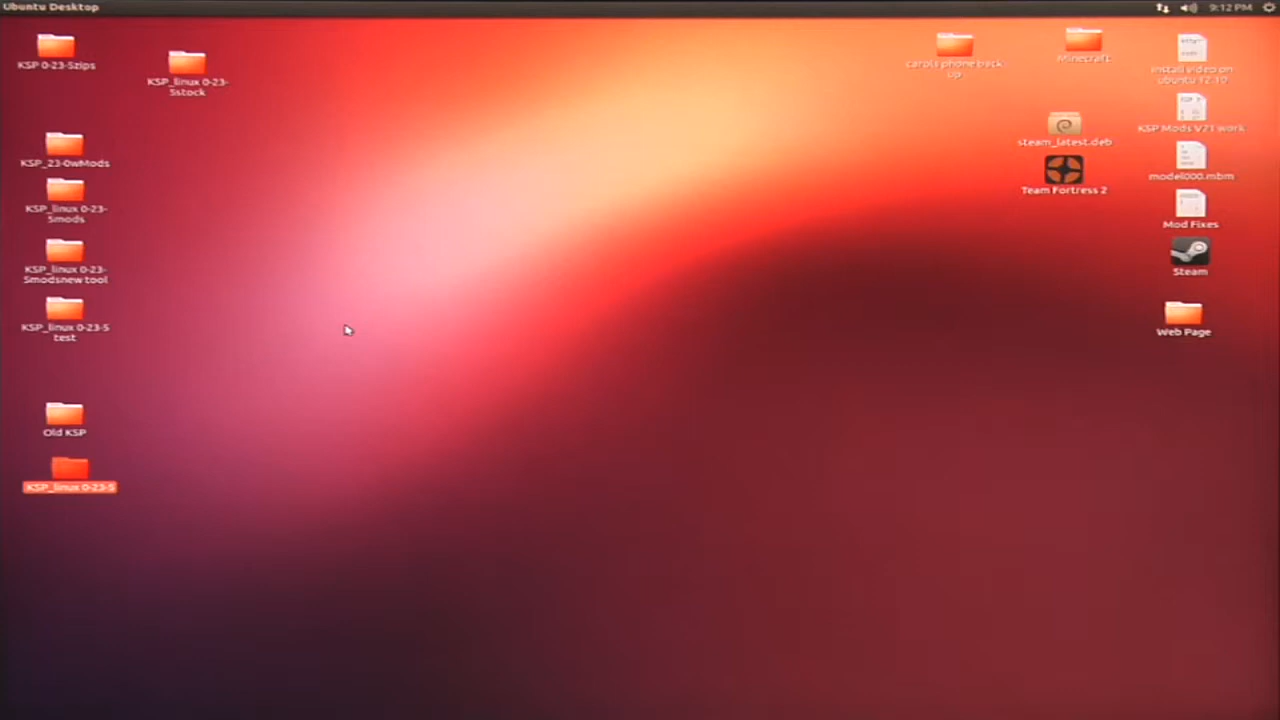 Ubuntu Desktop
9:12 PM
KSP 0-23-5zips
KSP_linux 0-23-
5stock
KSP_23-0wMods
KSP_linux 0-23-
5mods
KSP_linux 0-23-
5modsnew tool
KSP_linux 0-23-5
test
Old KSP
KSP_linux 0-23-5
carols phone back
up
Minecraft
install video on
ubuntu 12.10
steam_latest.deb
KSP Mods V21 work
Team Fortress 2
model000.mbm
Mod Fixes
Steam
Web Page